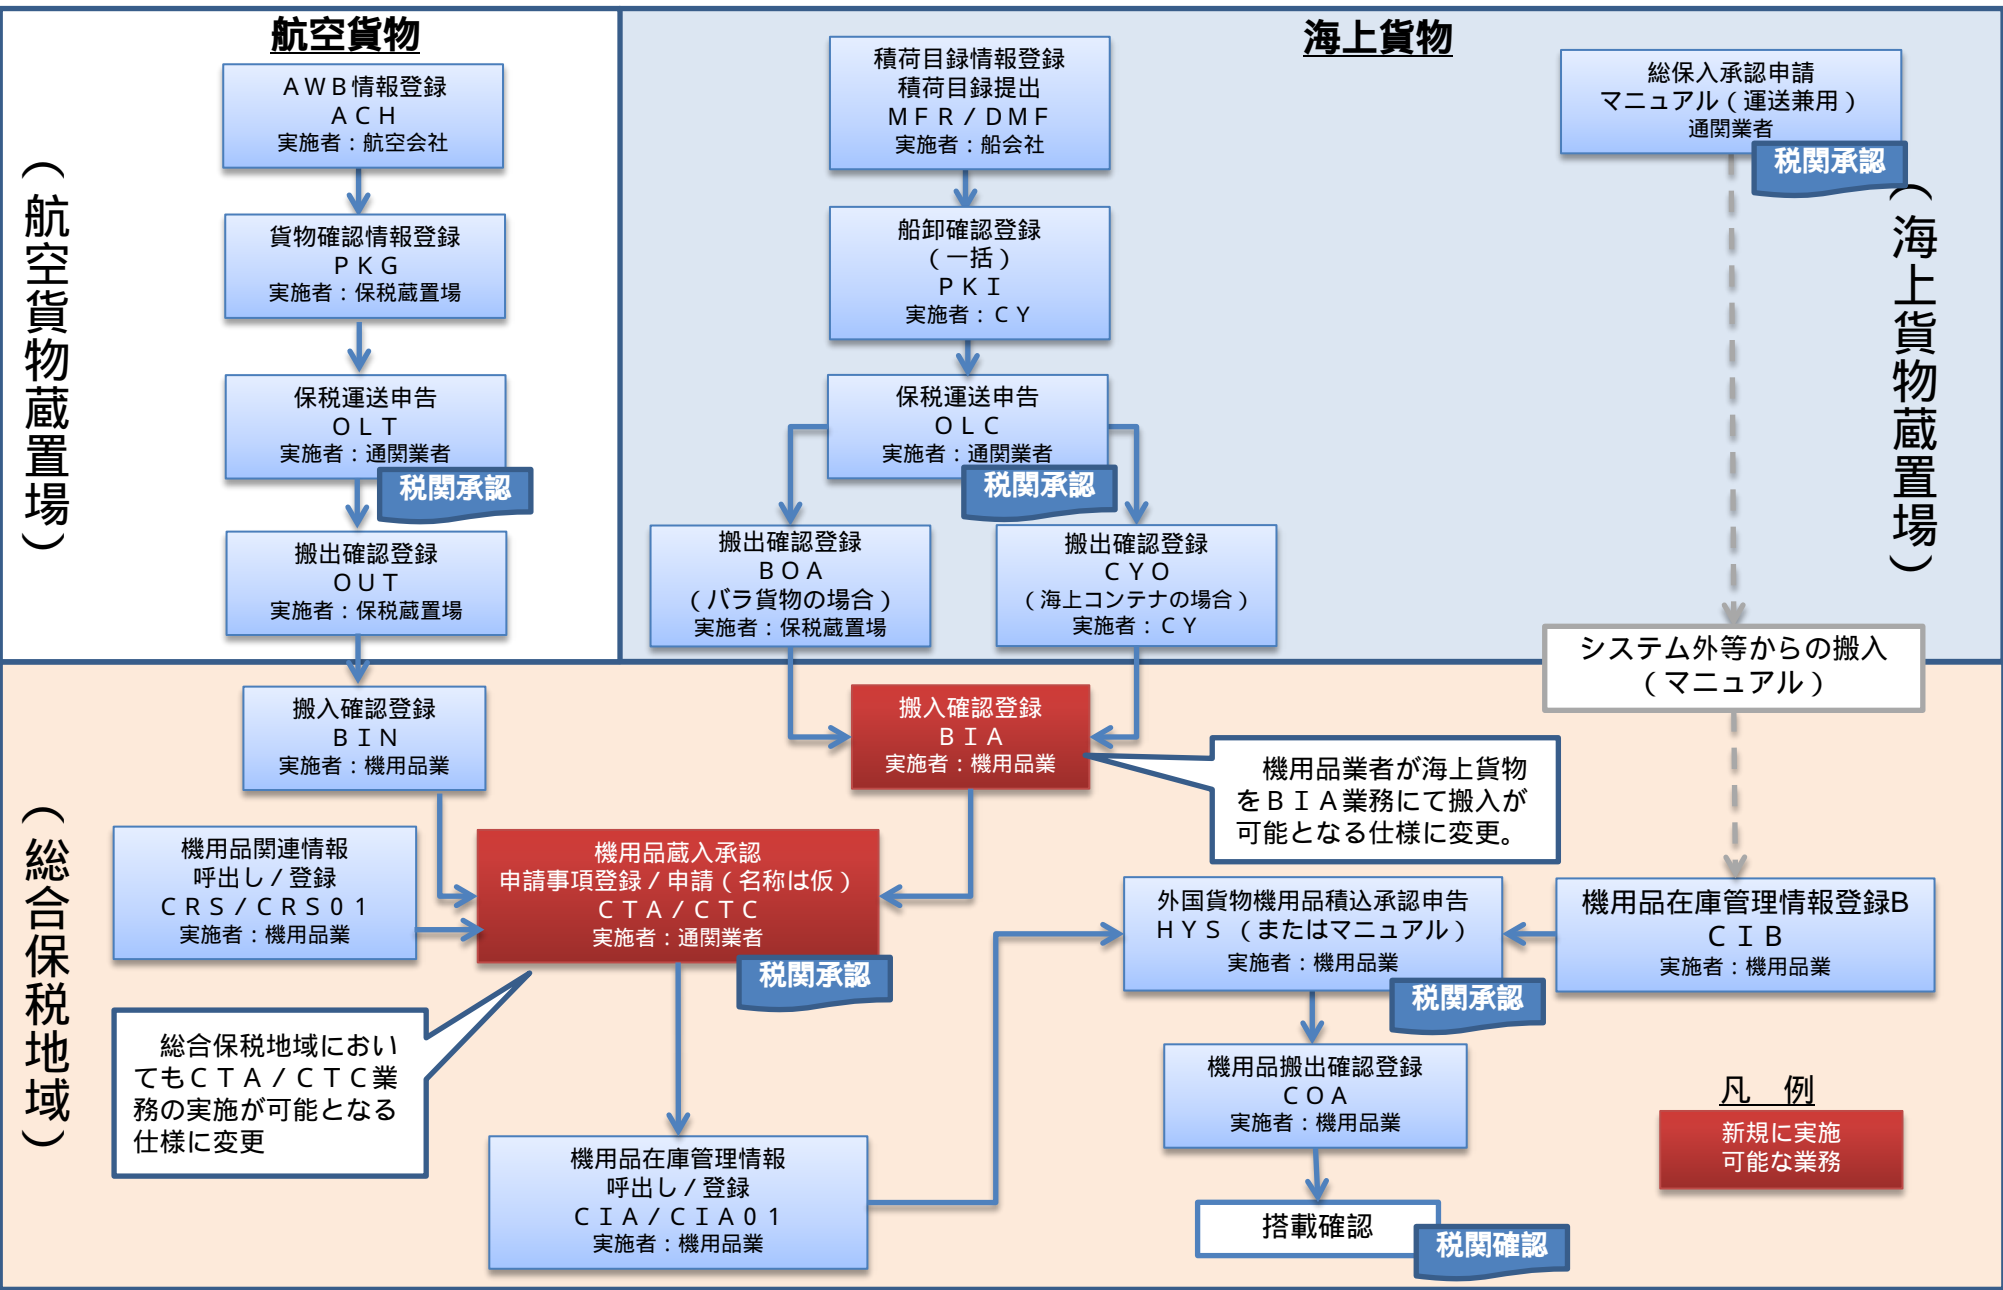 航空貨物
ＡＷＢ情報登録
ＡＣＨ
実施者：航空会社
貨物確認情報登録
ＰＫＧ
実施者：保税蔵置場
保税運送申告
ＯＬＴ
実施者：通関業者
税関承認
搬出確認登録
ＯＵＴ
実施者：保税蔵置場
（航空貨物蔵置場）
海上貨物
積荷目録情報登録
積荷目録提出
ＭＦＲ／ＤＭＦ
実施者：船会社
船卸確認登録
（一括）
ＰＫＩ
実施者：ＣＹ
保税運送申告
ＯＬＣ
実施者：通関業者
税関承認
搬出確認登録
ＢＯＡ
（バラ貨物の場合）
実施者：保税蔵置場
搬出確認登録
ＣＹＯ
（海上コンテナの場合）
実施者：ＣＹ
総保入承認申請
マニュアル（運送兼用）
通関業者
税関承認
（海上貨物蔵置場）
システム外等からの搬入
（マニュアル）
（総合保税地域）
搬入確認登録
ＢＩＮ
実施者：機用品業
搬入確認登録
ＢＩＡ
実施者：機用品業
機用品業者が海上貨物
をＢＩＡ業務にて搬入が
可能となる仕様に変更。
機用品関連情報
呼出し／登録
ＣＲＳ／ＣＲＳ０１
実施者：機用品業
機用品蔵入承認
申請事項登録／申請（名称は仮）
ＣＴＡ／ＣＴＣ
実施者：通関業者
税関承認
外国貨物機用品積込承認申告
ＨＹＳ（またはマニュアル）
実施者：機用品業
税関承認
機用品在庫管理情報登録B
ＣＩＢ
実施者：機用品業
総合保税地域におい
てもＣＴＡ／ＣＴＣ業
務の実施が可能となる
仕様に変更
機用品在庫管理情報
呼出し／登録
ＣＩＡ／ＣＩＡ０１
実施者：機用品業
機用品搬出確認登録
ＣＯＡ
実施者：機用品業
搭載確認
税関確認
凡　例
新規に実施
可能な業務